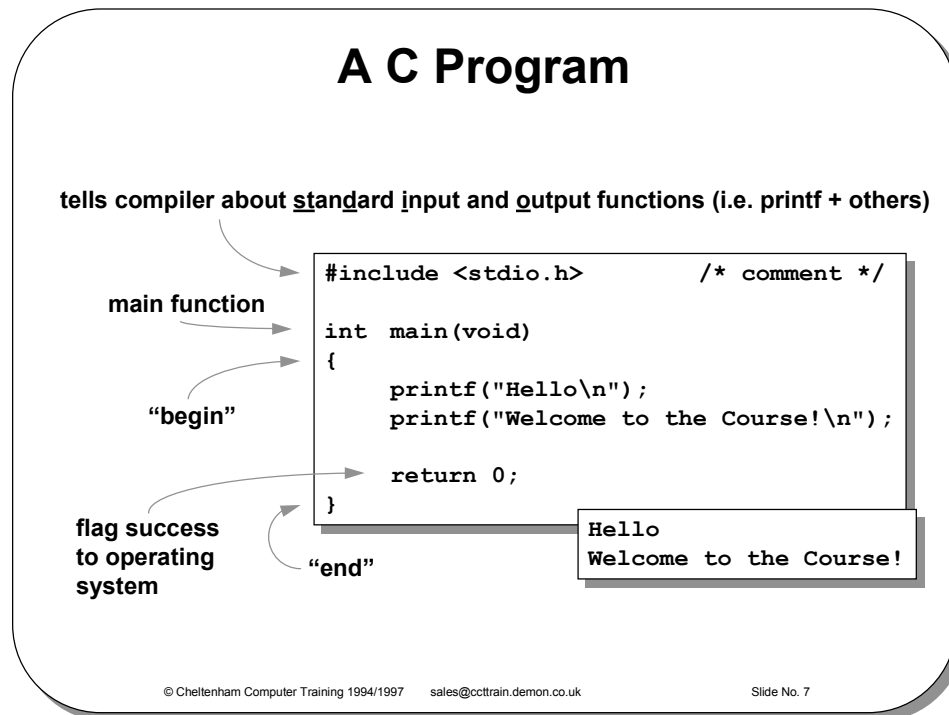 A C Program
tells compiler about standard input and output functions (i.e. printf + others)
#include <stdio.h> /* comment */
main function
int main(void)
{
printf("Hello\n");
“begin”
printf("Welcome to the Course!\n");
return 0;
}
flag success
to operating
system
“end”
Hello
Welcome to the Course!
© Cheltenham Computer Training 1994/1997 sales@ccttrain.demon.co.uk Slide No. 7